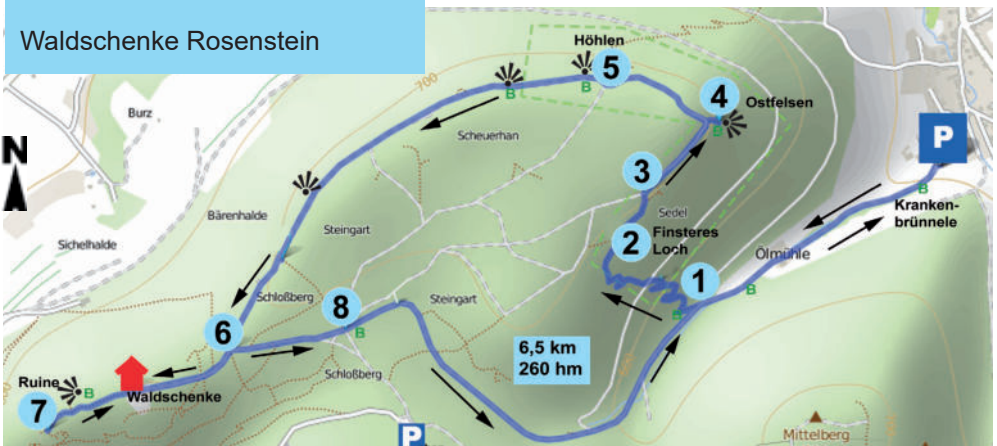 Waldschenke Rosenstein
Höhlen
5
700
4
Ostfelsen
B
B
B
Burz
Scheuerhan
P
N
3
B
Kranken-
brünnele
Bärenhalde
Sedel
Steingart
2
Finsteres
Loch
Sichelhalde
Ölmühle
1
B
Schloßberg
8
Steingart
B
6
B
6,5 km
260 hm
600
Ruine
B
Schloßberg
7
Waldschenke
P
Mittelberg